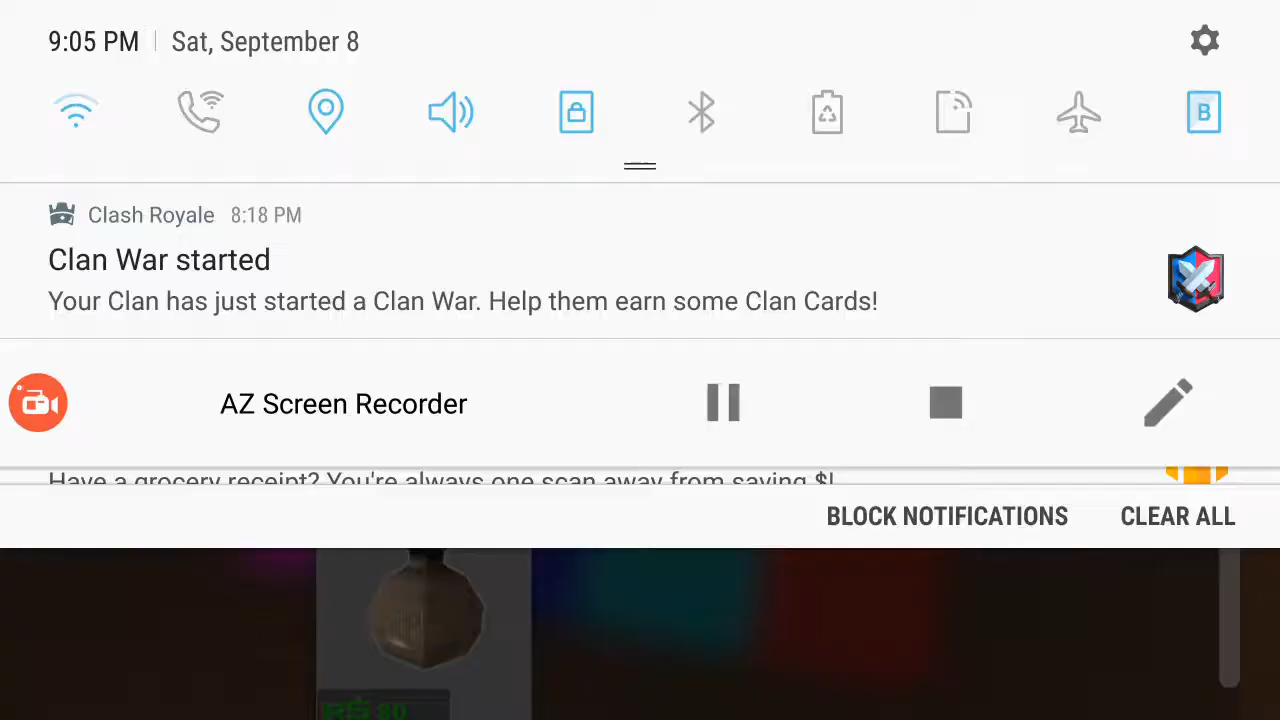 9:05 PM | Sat, September 8
B
Clash Royale 8:18 PM
Clan War started
Your Clan has just started a Clan War. Help them earn some Clan Cards!
AZ Screen Recorder
Have a grocery receipt? You're always one scan away from saving $!
BLOCK NOTIFICATIONS CLEAR ALL
R$ 80